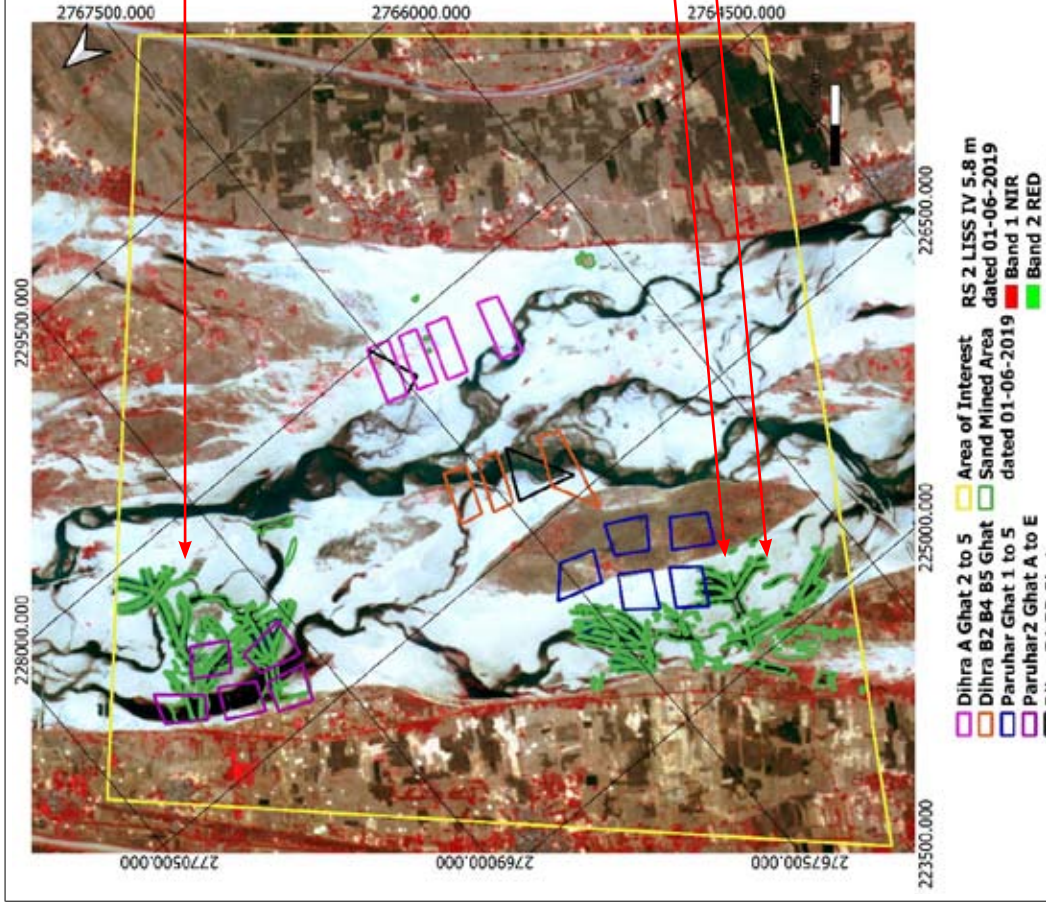 2767500.000
2766000.000
2764500.000
229500.000
228000.000
226500.000
225000.000
223500.000
2770500.000
2769000.000
2767500.000
Dihra A Ghat 2 to 5
Dihra B2 B4 B5 Ghat
Paruhar Ghat 1 to 5
Paruhar2 Ghat A to E
Area of Interest
Sand Mined Area
dated 01-06-2019
RS 2 LISS IV 5.8 m
dated 01-06-2019
Band 1 NIR
Band 2 RED